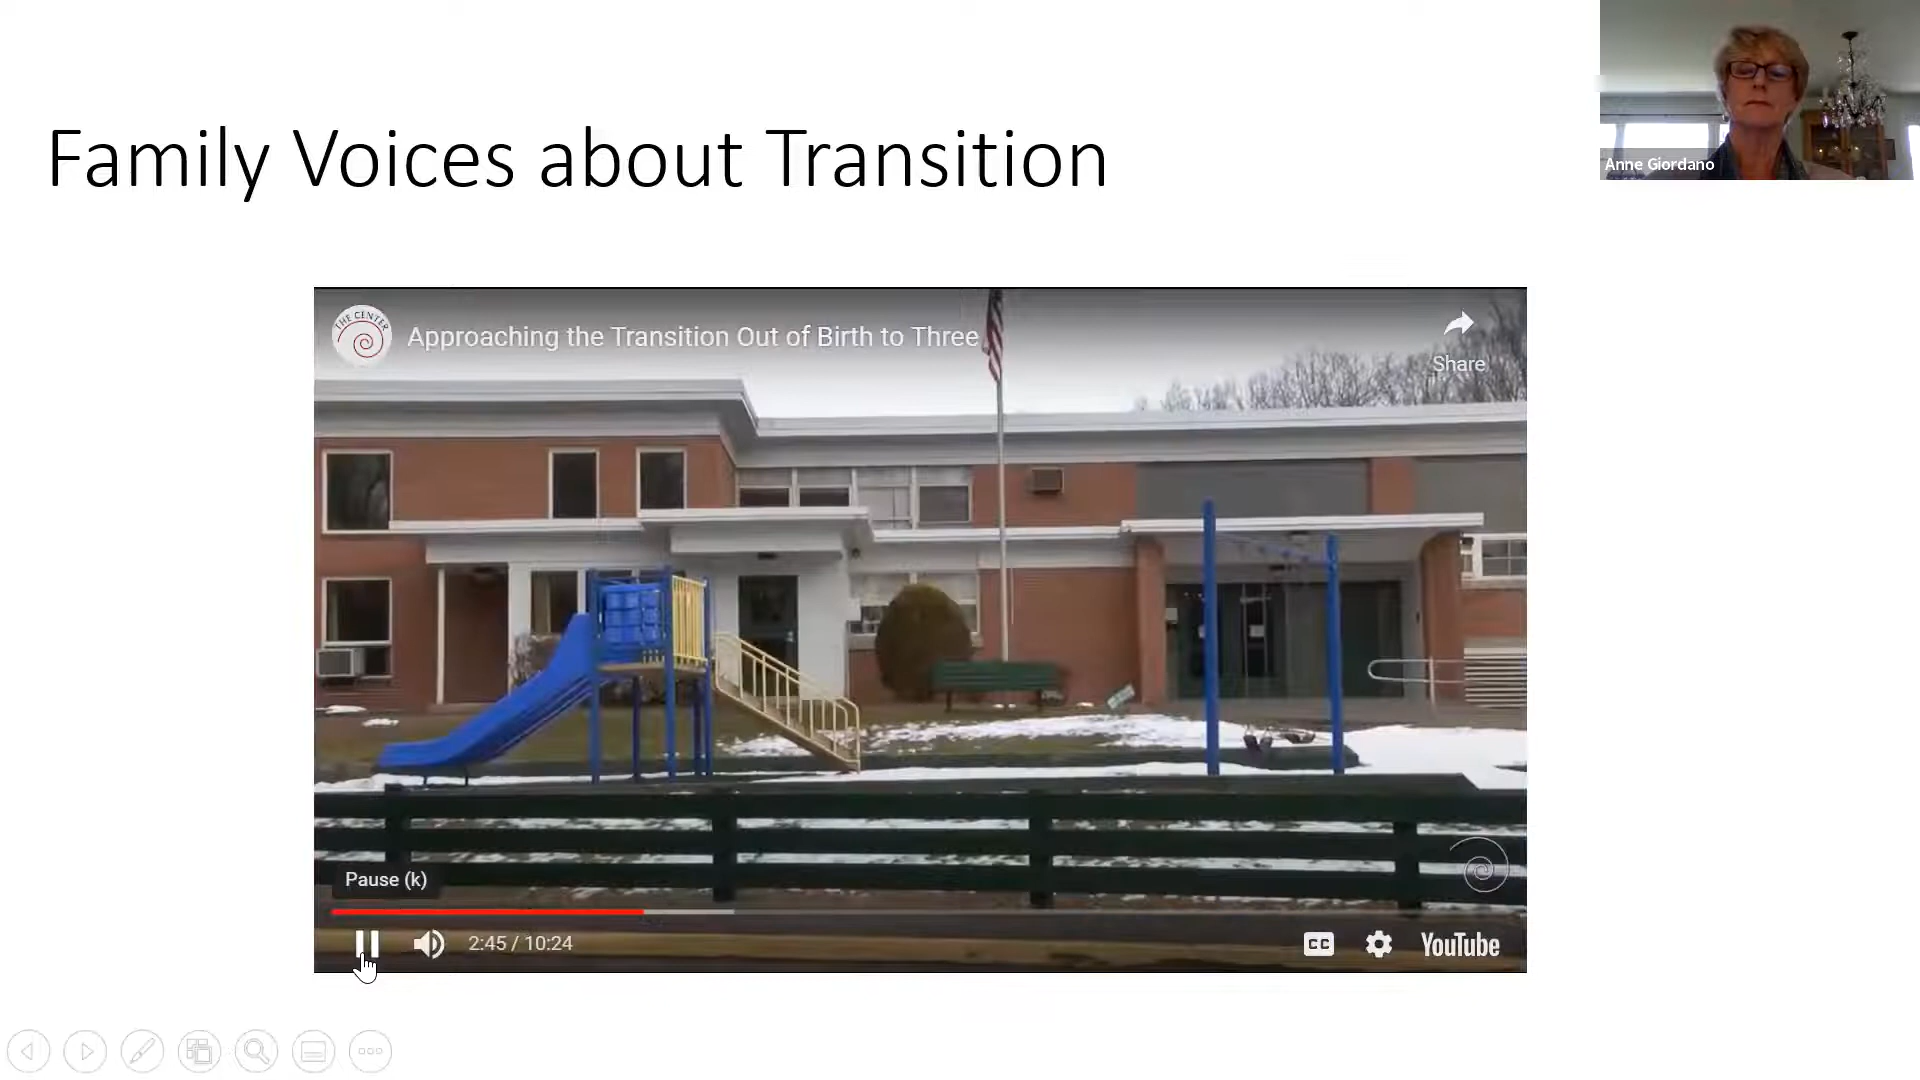 Family Voices about Transition
Anne Giordano
THE CENTER
Approaching the Transition Out of Birth to Three
Share
Pause (k)
2:45 / 10:24
CC
YouTube